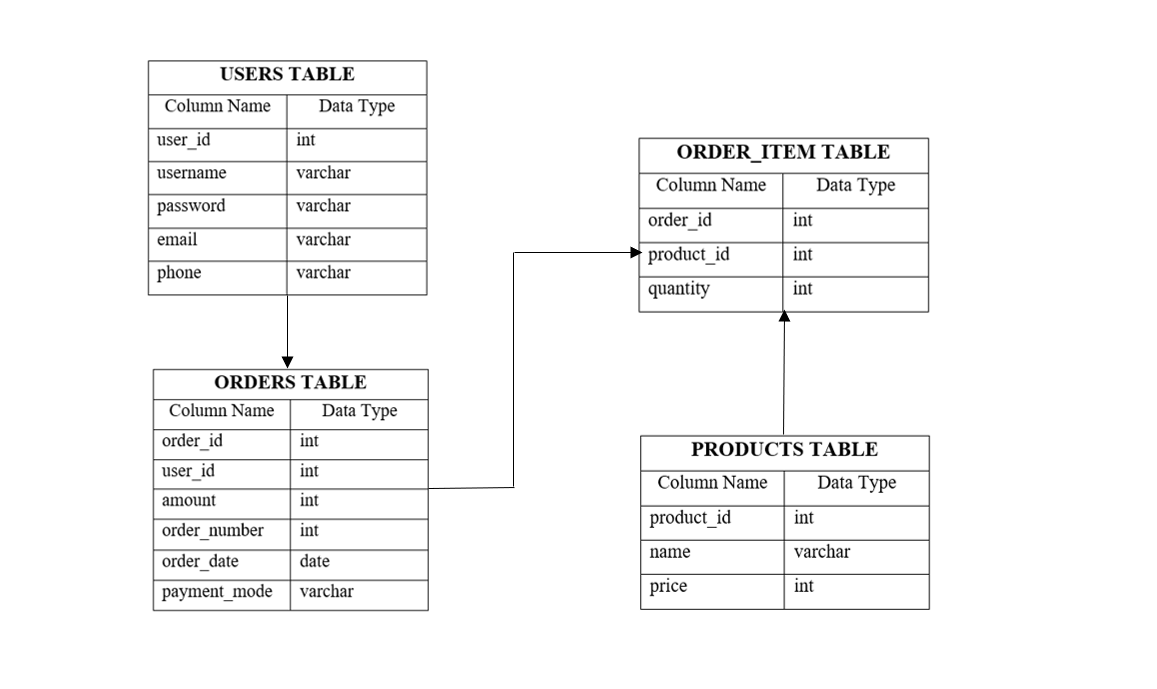 USERS TABLE
Column Name Data Type
user_id int
username varchar
password varchar
email varchar
phone varchar
ORDERS TABLE
Column Name Data Type
order_id int
user_id int
amount int
order_number int
order_date date
payment_mode varchar
ORDER_ITEM TABLE
Column Name Data Type
order_id int
product_id int
quantity int
PRODUCTS TABLE
Column Name Data Type
product_id int
name varchar
price int